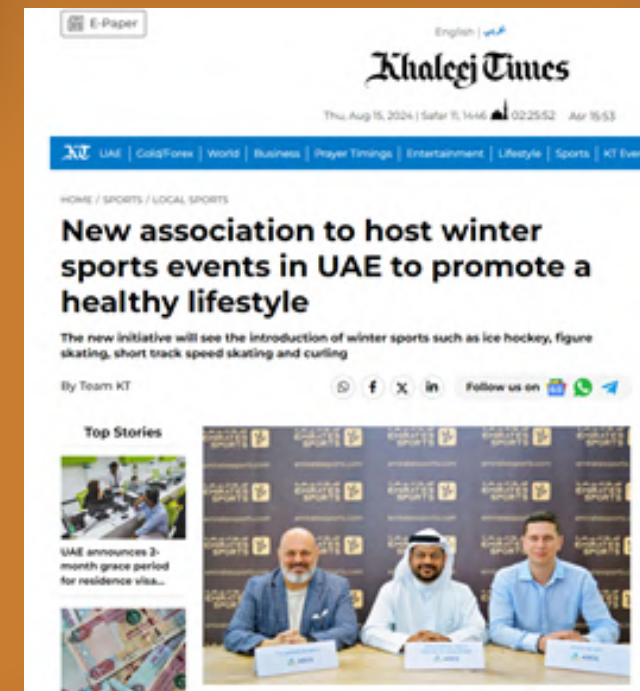 E-Paper
English | عربي
Khaleej Times
Thu, Aug 15, 2024 | Safar 11, 1446 02:25:52 Asr 15:53
KT UAE | Gold/Forex | World | Business | Prayer Timings | Entertainment | Lifestyle | Sports | KT Even
HOME / SPORTS / LOCAL SPORTS
New association to host winter
sports events in UAE to promote a
healthy lifestyle
The new initiative will see the introduction of winter sports such as ice hockey, figure
skating, short track speed skating and curling
By Team KT
Follow us on
Top Stories
UAE announces 2-
month grace period
for residence visa...
EMIRATES
SPORTS